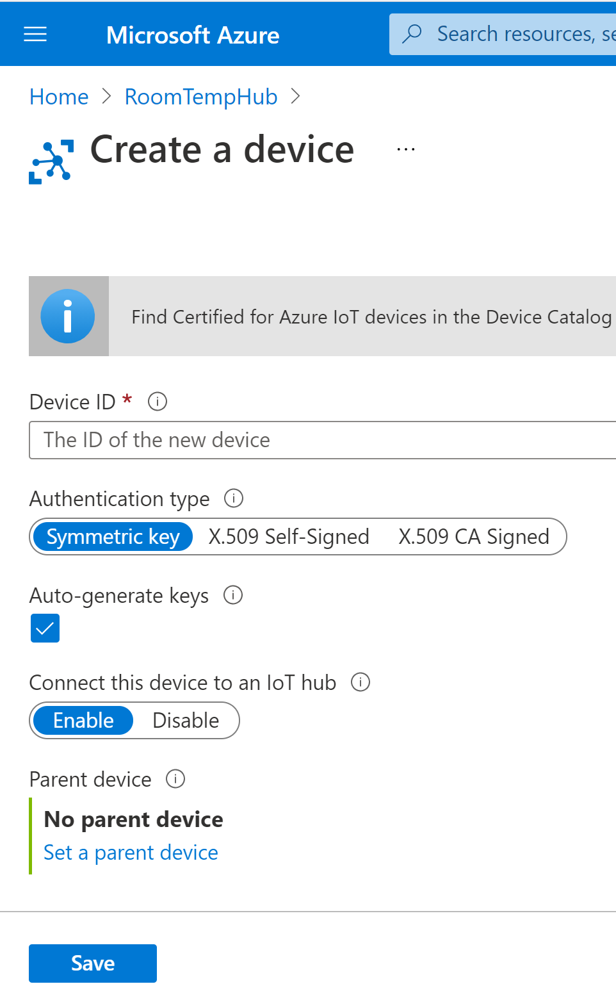 Microsoft Azure
Search resources, se
Home > RoomTempHub >
Create a device ...
Find Certified for Azure IoT devices in the Device Catalog
Device ID *
The ID of the new device
Authentication type
Symmetric key X.509 Self-Signed X.509 CA Signed
Auto-generate keys
Connect this device to an IoT hub
Enable Disable
Parent device
No parent device
Set a parent device
Save